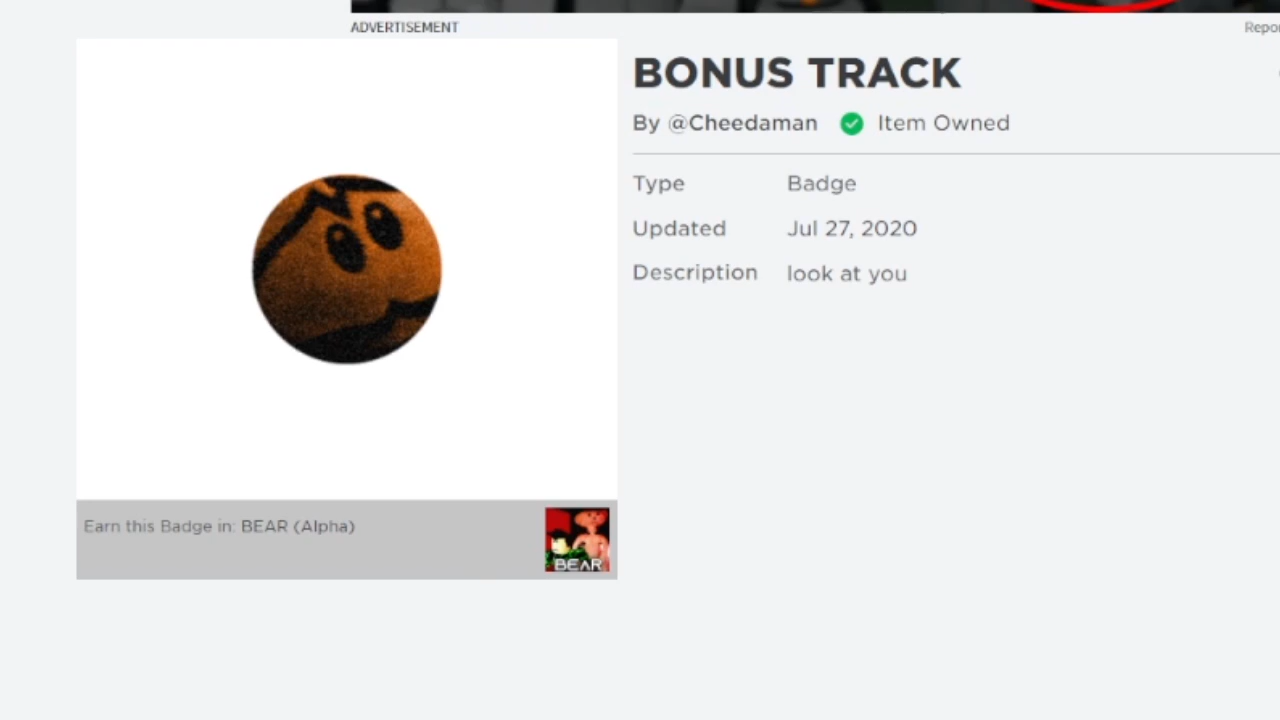 ADVERTISEMENT
BONUS TRACK
By @Cheedaman Item Owned
Type Badge
Updated Jul 27, 2020
Description look at you
Earn this Badge in: BEAR (Alpha)
BEAR